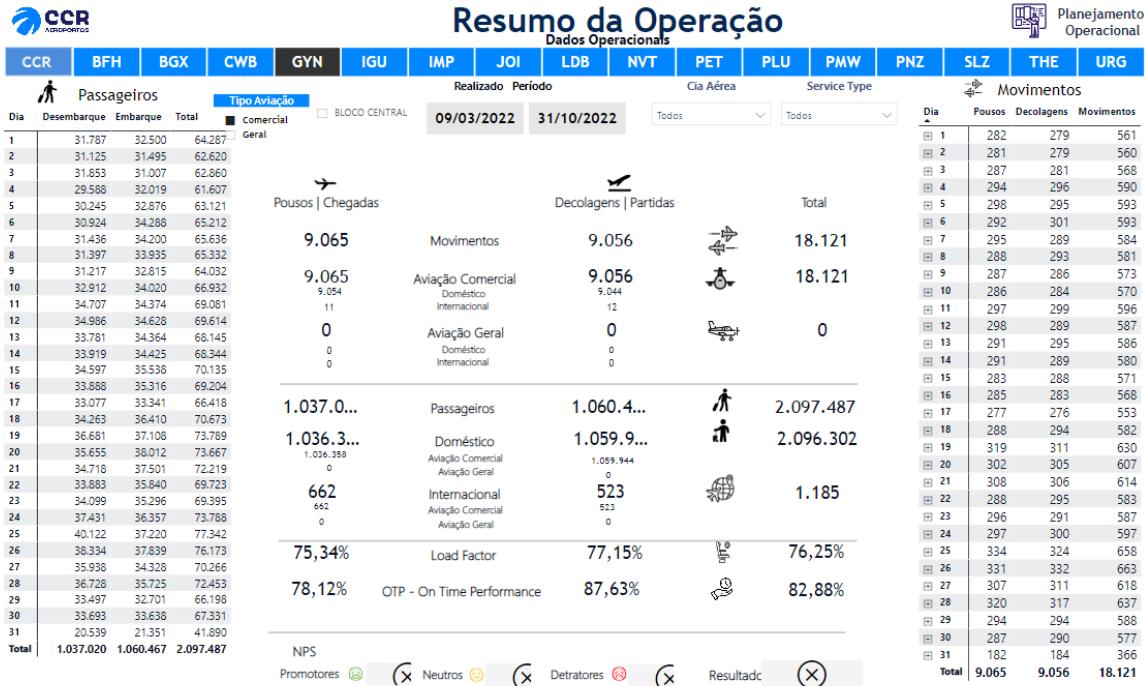 CCR
AEROPORTOS
Resumo da Operação
Dados Operacionais
Planejamento
Operacional
CCR BFH BGX CWB GYN IGU IMP JOI LDB NVT PET PLU PMW PNZ SLZ THE URG
Passageiros
Dia Desembarque Embarque Total
1 31.787 32.500 64.287
2 31.125 31.495 62.620
3 31.853 31.007 62.860
4 29.588 32.019 61.607
5 30.245 32.876 63.121
6 30.924 34.288 65.212
7 31.436 34.200 65.636
8 31.397 33.935 65.332
9 31.217 32.815 64.032
10 32.912 34.020 66.932
11 34.707 34.374 69.081
12 34.986 34.628 69.614
13 33.781 34.364 68.145
14 33.919 34.425 68.344
15 34.597 35.538 70.135
16 33.888 35.316 69.204
17 33.077 33.341 66.418
18 34.263 36.410 70.673
19 36.681 37.108 73.789
20 35.655 38.012 73.667
21 34.718 37.501 72.219
22 33.883 35.840 69.723
23 34.099 35.296 69.395
24 37.431 36.357 73.788
25 40.122 37.220 77.342
26 38.334 37.839 76.173
27 35.938 34.328 70.266
28 36.728 35.725 72.453
29 33.497 32.701 66.198
30 33.693 33.638 67.331
31 20.539 21.351 41.890
Total 1.037.020 1.060.467 2.097.487
Tipo Aviação
Comercial
Geral
BLOCO CENTRAL
Realizado Período
09/03/2022 31/10/2022
Cia Aérea
Todos
Service Type
Todos
Pousos | Chegadas Decolagens | Partidas Total
9.065 Movimentos 9.056 18.121
9.065 Aviação Comercial 9.056 18.121
9.054 Doméstico 9.044
11 Internacional 12
0 Aviação Geral 0 0
0 Doméstico 0
0 Internacional 0
1.037.0... Passageiros 1.060.4... 2.097.487
1.036.3... Doméstico 1.059.9... 2.096.302
1.036.358 Aviação Comercial 1.059.944
0 Aviação Geral 0
662 Internacional 523 1.185
662 Aviação Comercial 523
0 Aviação Geral 0
75,34% Load Factor 77,15% 76,25%
78,12% OTP - On Time Performance 87,63% 82,88%
NPS
Promotores Neutros Detratores Resultado
Movimentos
Dia Pousos Decolagens Movimentos
1 282 279 561
2 281 279 560
3 287 281 568
4 294 296 590
5 298 295 593
6 292 301 593
7 295 289 584
8 288 293 581
9 287 286 573
10 286 284 570
11 297 299 596
12 298 289 587
13 291 295 586
14 291 289 580
15 283 288 571
16 285 283 568
17 277 276 553
18 288 294 582
19 319 311 630
20 302 305 607
21 308 306 614
22 288 295 583
23 296 291 587
24 297 300 597
25 334 324 658
26 331 332 663
27 307 311 618
28 320 317 637
29 294 294 588
30 287 290 577
31 182 184 366
Total 9.065 9.056 18.121